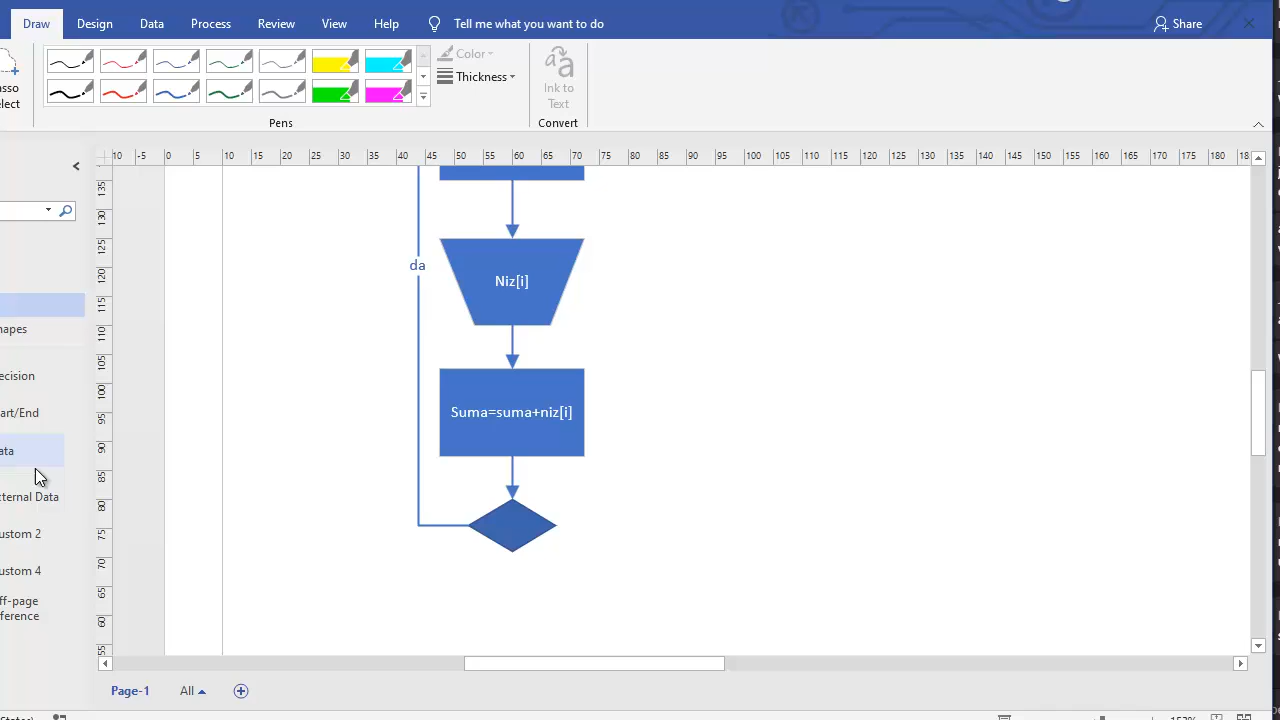 Draw Design Data Process Review View Help Tell me what you want to do Share
asso
elect
Color
Thickness
Ink to
Text
Pens Convert
10 -5 0 5 10 15 20 25 30 35 40 45 50 55 60 65 70 75 80 85 90 95 100 105 110 115 120 125 130 135 140 145 150 155 160 165 170 175 180 18
135
130
125
120
115
110
105
100
95
90
85
80
75
70
65
60
55
hapes
ecision
art/End
ata
xternal Data
ustom 2
ustom 4
ff-page
ference
da
Niz[i]
Suma=suma+niz[i]
Page-1 All